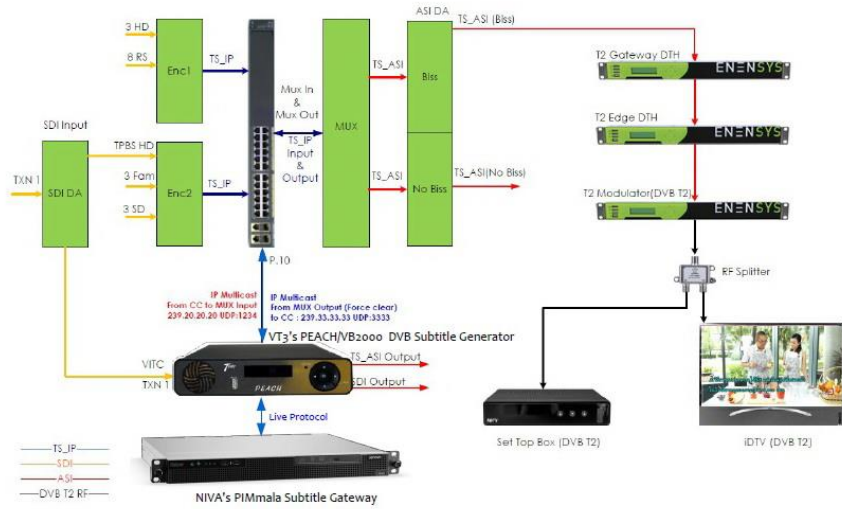 3 HD
8 RS
Enc1
TS_IP
Mux In
&
Mux Out
TS_IP
Input
&
Output
MUX
TS_ASI
TS_ASI
ASI DA
Biss
No Biss
TS_ASI (Biss)
TS_ASI(No Biss)
T2 Gateway DTH
ENENSYS
T2 Edge DTH
ENENSYS
T2 Modulator(DVB T2)
ENENSYS
RF Splitter
SDI Input
TXN 1
SDI DA
TPBS HD
3 Fam
3 SD
Enc2
TS_IP
P.10
IP Multicast
From CC to MUX Input
239.20.20.20 UDP:1234
IP Multicast
From MUX Output (Force clear)
to CC : 239.33.33.33 UDP:3333
VT3's PEACH/VB2000 DVB Subtitle Generator
VITC
TXN 1
PEACH
TS_ASI Output
SDI Output
Live Protocol
NIVA's PIMmala Subtitle Gateway
Set Top Box (DVB T2)
iDTV (DVB T2)
TS_IP
SDI
ASI
DVB T2 RF